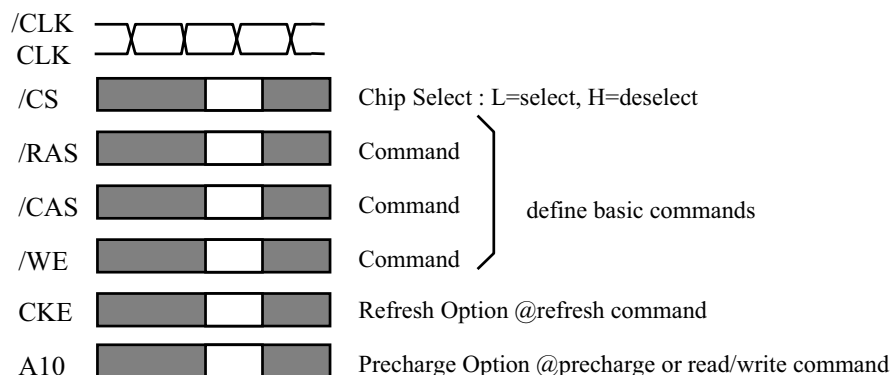 /CLK
CLK
/CS Chip Select : L=select, H=deselect
/RAS Command
/CAS Command define basic commands
/WE Command
CKE Refresh Option @refresh command
A10 Precharge Option @precharge or read/write command